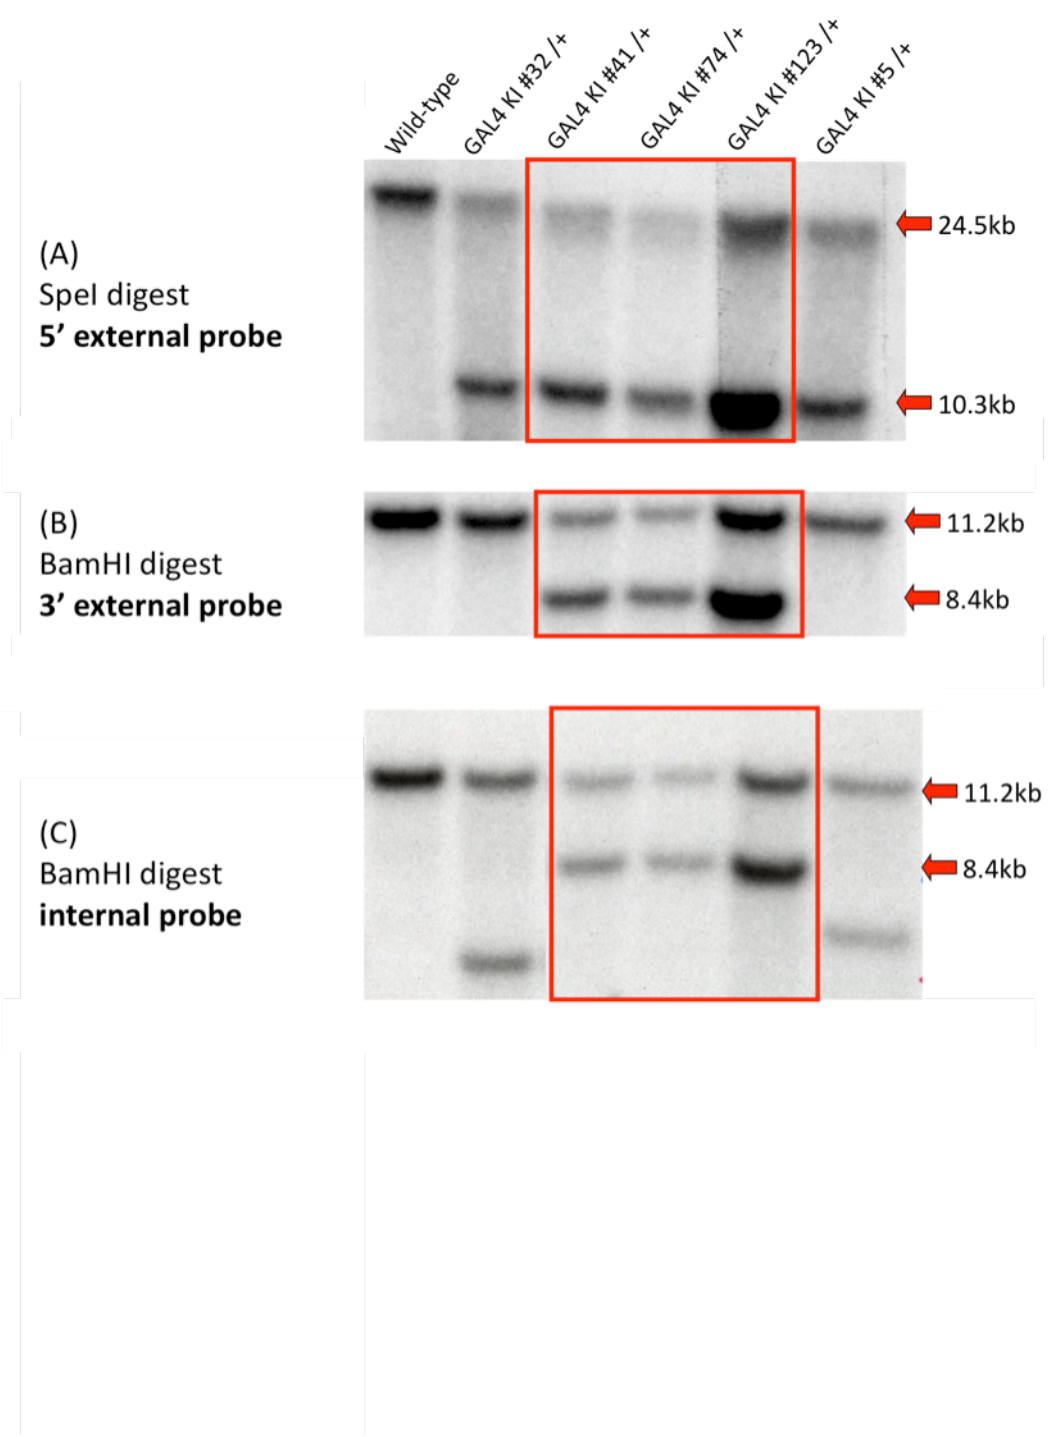 Wild-type
GAL4 KI #32 /+
GAL4 KI #41 /+
GAL4 KI #74 /+
GAL4 KI #123 /+
GAL4 KI #5 /+
(A)
SpeI digest
5’ external probe
24.5kb
10.3kb
(B)
BamHI digest
3’ external probe
11.2kb
8.4kb
(C)
BamHI digest
internal probe
11.2kb
8.4kb